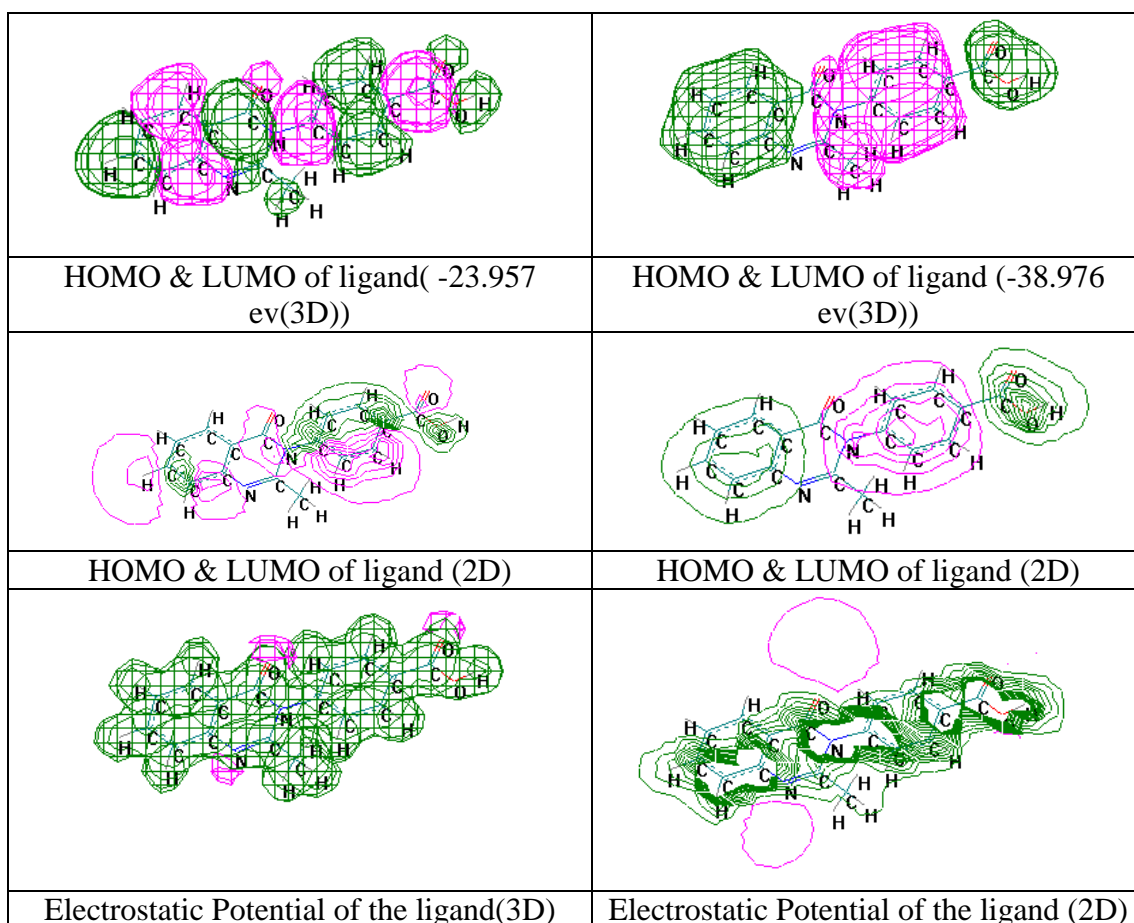 HOMO & LUMO of ligand( -23.957
ev(3D))
HOMO & LUMO of ligand (-38.976
ev(3D))
HOMO & LUMO of ligand (2D)
HOMO & LUMO of ligand (2D)
Electrostatic Potential of the ligand(3D)
Electrostatic Potential of the ligand (2D)